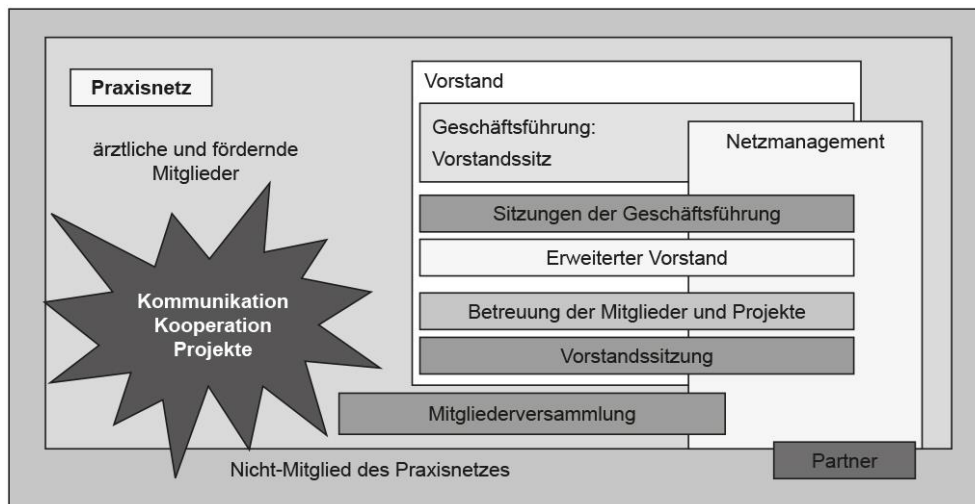 Praxisnetz
ärztliche und fördernde
Mitglieder
Kommunikation
Kooperation
Projekte
Vorstand
Geschäftsführung:
Vorstandssitz
Netzmanagement
Sitzungen der Geschäftsführung
Erweiterter Vorstand
Betreuung der Mitglieder und Projekte
Vorstandssitzung
Mitgliederversammlung
Nicht-Mitglied des Praxisnetzes
Partner